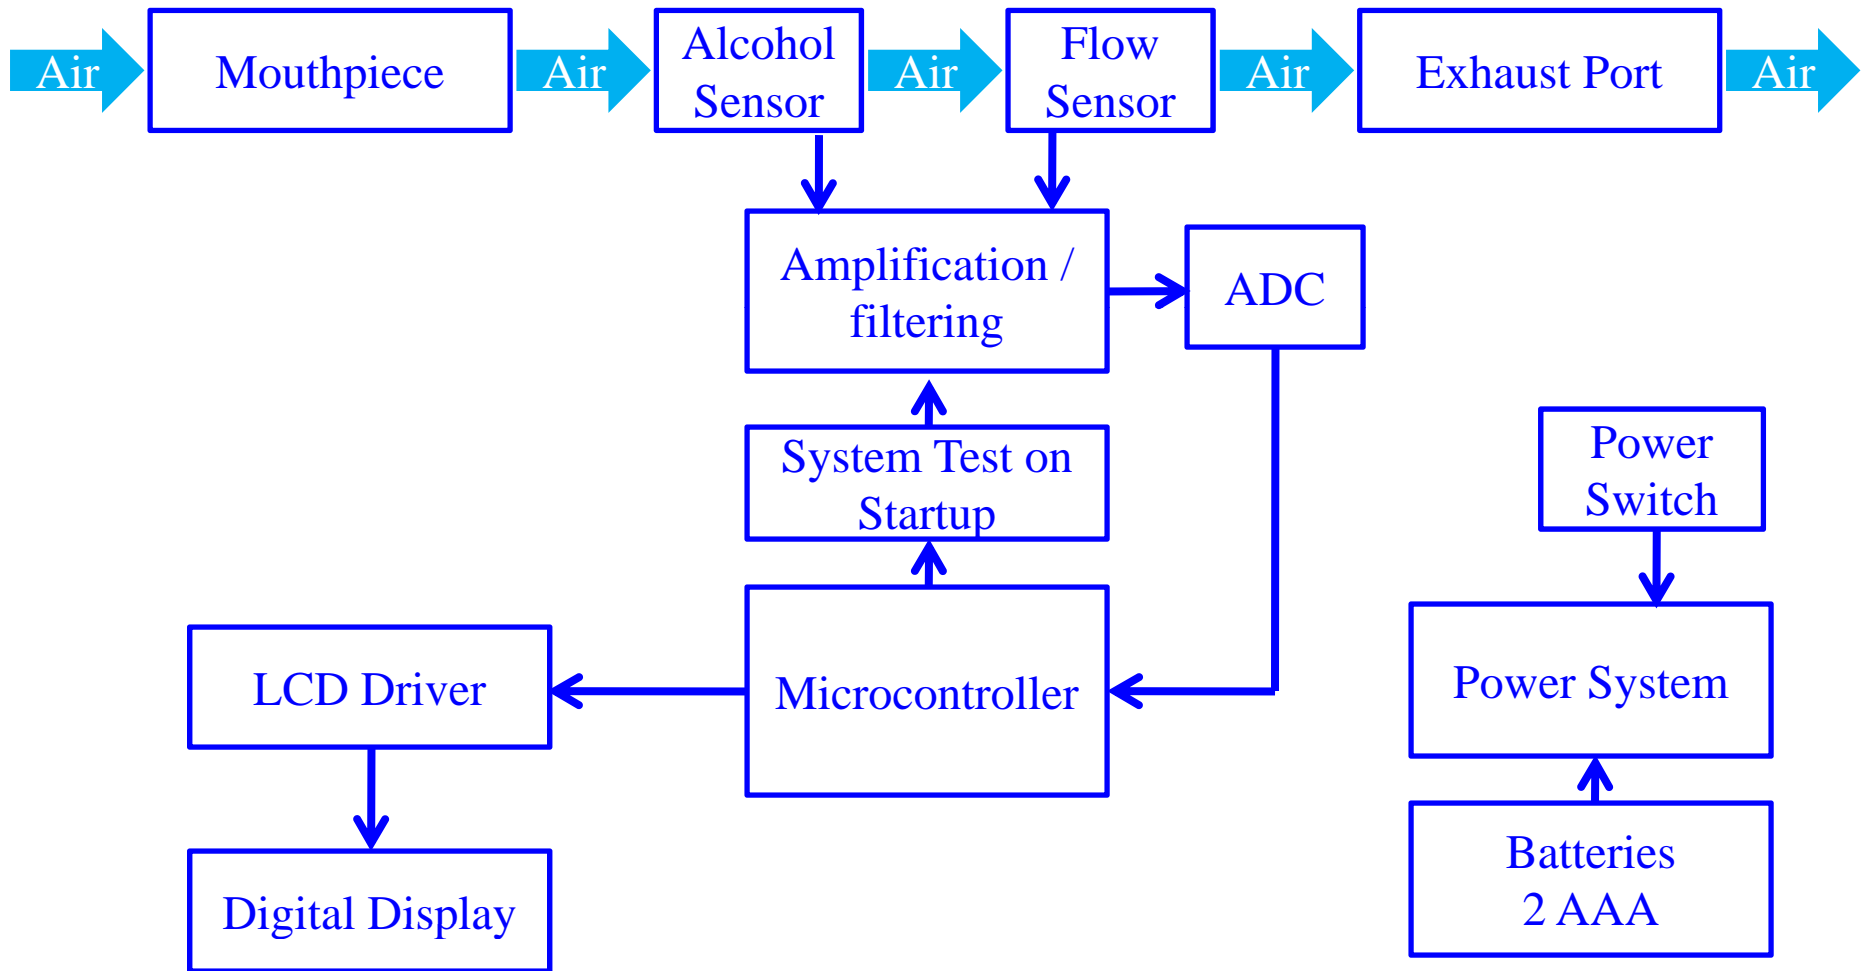 Air
Mouthpiece
Air
Alcohol
Sensor
Air
Flow
Sensor
Air
Exhaust Port
Air
Amplification /
filtering
ADC
System Test on
Startup
Power
Switch
LCD Driver
Microcontroller
Power System
Digital Display
Batteries
2 AAA